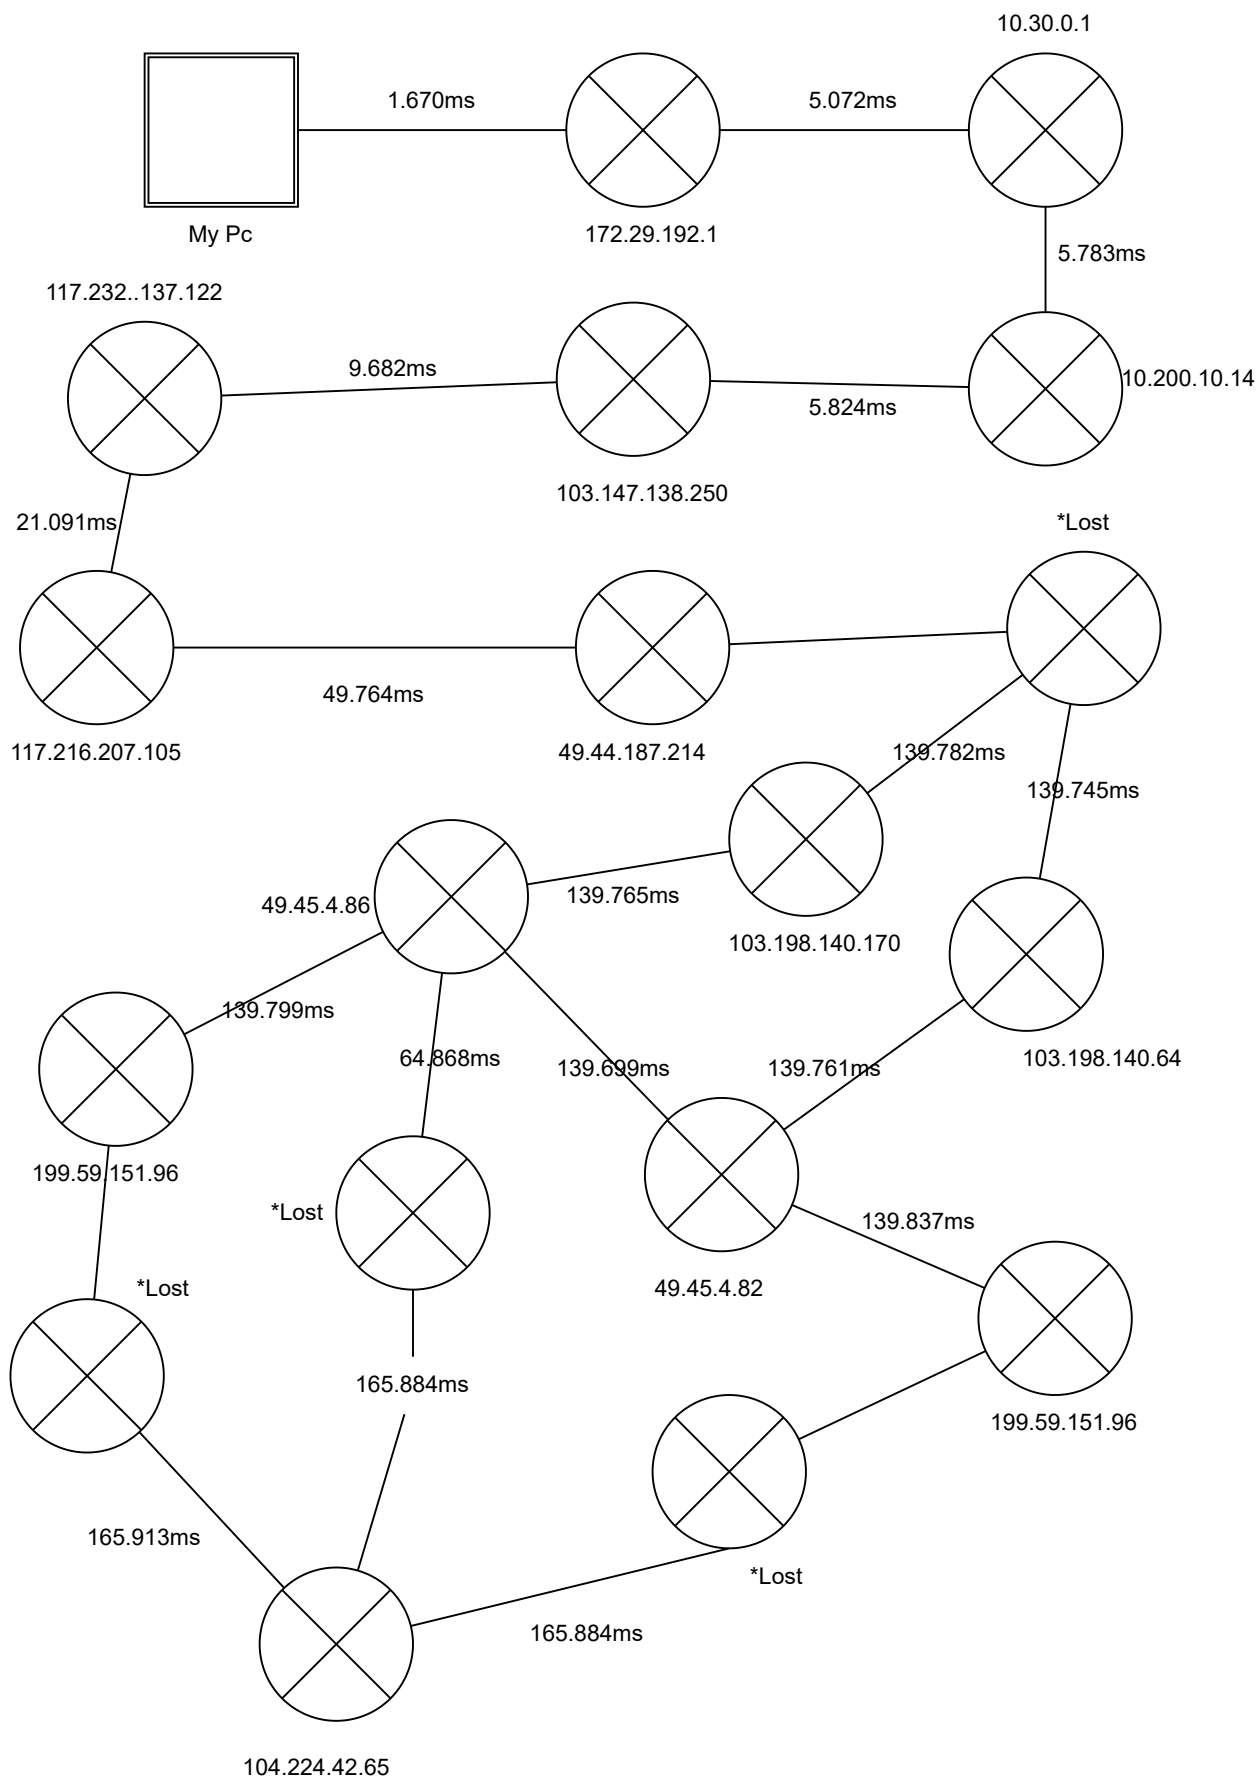 10.30.0.1
1.670ms
5.072ms
My Pc
172.29.192.1
5.783ms
117.232..137.122
9.682ms
5.824ms
10.200.10.14
103.147.138.250
21.091ms
*Lost
49.764ms
117.216.207.105
49.44.187.214
139.782ms
139.745ms
49.45.4.86
139.765ms
103.198.140.170
139.799ms
64.868ms
139.699ms
139.761ms
103.198.140.64
199.59.151.96
*Lost
139.837ms
*Lost
49.45.4.82
165.884ms
199.59.151.96
165.913ms
*Lost
165.884ms
104.224.42.65